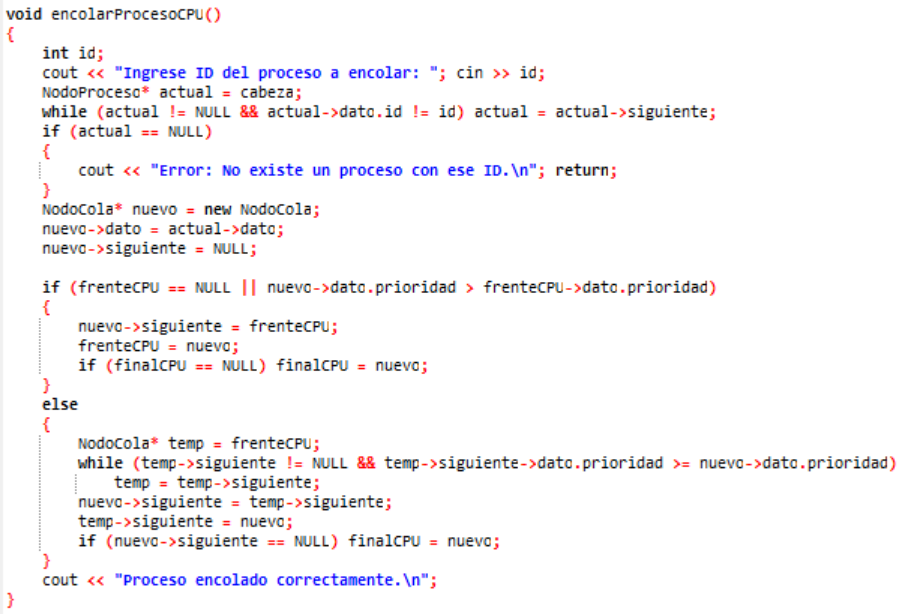 void encolarProcesoCPU()
{
    int id;
    cout << "Ingrese ID del proceso a encolar: "; cin >> id;
    NodoProceso* actual = cabeza;
    while (actual != NULL && actual->dato.id != id) actual = actual->siguiente;
    if (actual == NULL)
    {
        cout << "Error: No existe un proceso con ese ID.\n"; return;
    }
    NodoCola* nuevo = new NodoCola;
    nuevo->dato = actual->dato;
    nuevo->siguiente = NULL;

    if (frenteCPU == NULL || nuevo->dato.prioridad > frenteCPU->dato.prioridad)
    {
        nuevo->siguiente = frenteCPU;
        frenteCPU = nuevo;
        if (finalCPU == NULL) finalCPU = nuevo;
    }
    else
    {
        NodoCola* temp = frenteCPU;
        while (temp->siguiente != NULL && temp->siguiente->dato.prioridad >= nuevo->dato.prioridad)
            temp = temp->siguiente;
        nuevo->siguiente = temp->siguiente;
        temp->siguiente = nuevo;
        if (nuevo->siguiente == NULL) finalCPU = nuevo;
    }
    cout << "Proceso encolado correctamente.\n";
}